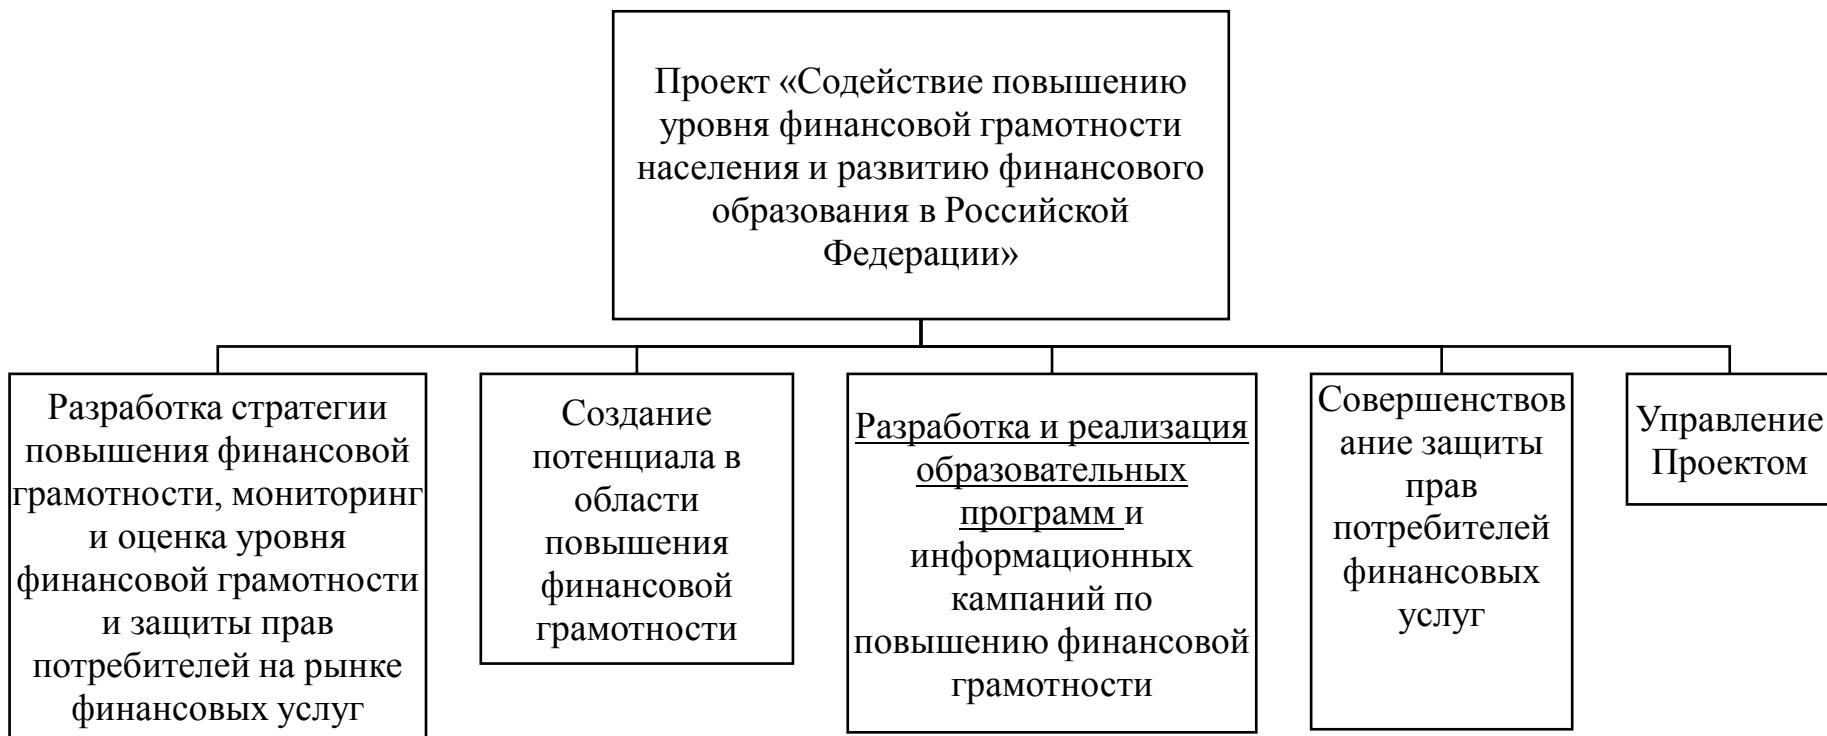 Проект «Содействие повышению
уровня финансовой грамотности
населения и развитию финансового
образования в Российской
Федерации»
Разработка стратегии
повышения финансовой
грамотности, мониторинг
и оценка уровня
финансовой грамотности
и защиты прав
потребителей на рынке
финансовых услуг
Создание
потенциала в
области
повышения
финансовой
грамотности
Разработка и реализация
образовательных
программ и
информационных
кампаний по
повышению финансовой
грамотности
Совершенствов
ание защиты
прав
потребителей
финансовых
услуг
Управление
Проектом